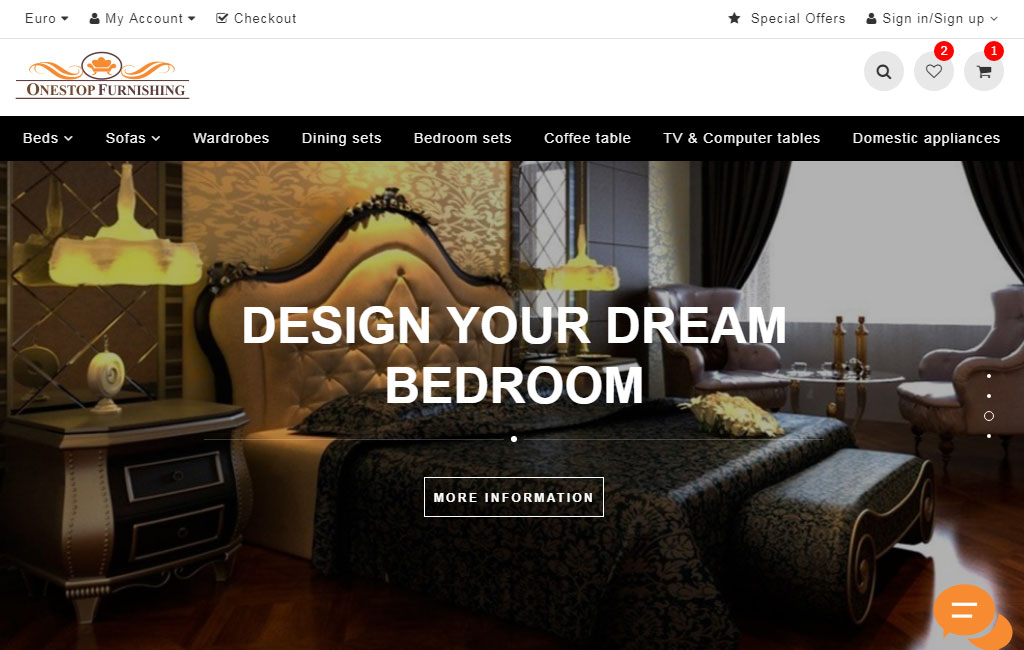 Euro My Account Checkout Special Offers Sign in/Sign up
2 1
ONESTOP FURNISHING
Beds Sofas Wardrobes Dining sets Bedroom sets Coffee table TV & Computer tables Domestic appliances
DESIGN YOUR DREAM
BEDROOM
MORE INFORMATION